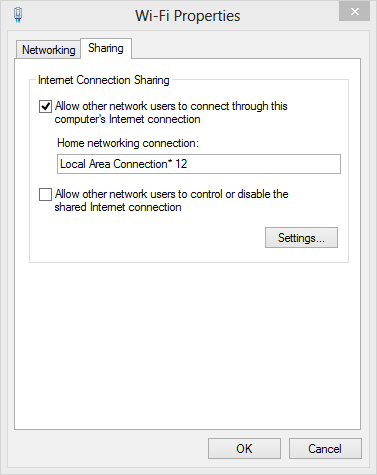 Wi-Fi Properties
Networking
Sharing
Internet Connection Sharing
Allow other network users to connect through this
computer's Internet connection
Home networking connection:
Local Area Connection* 12
Allow other network users to control or disable the
shared Internet connection
Settings...
OK
Cancel